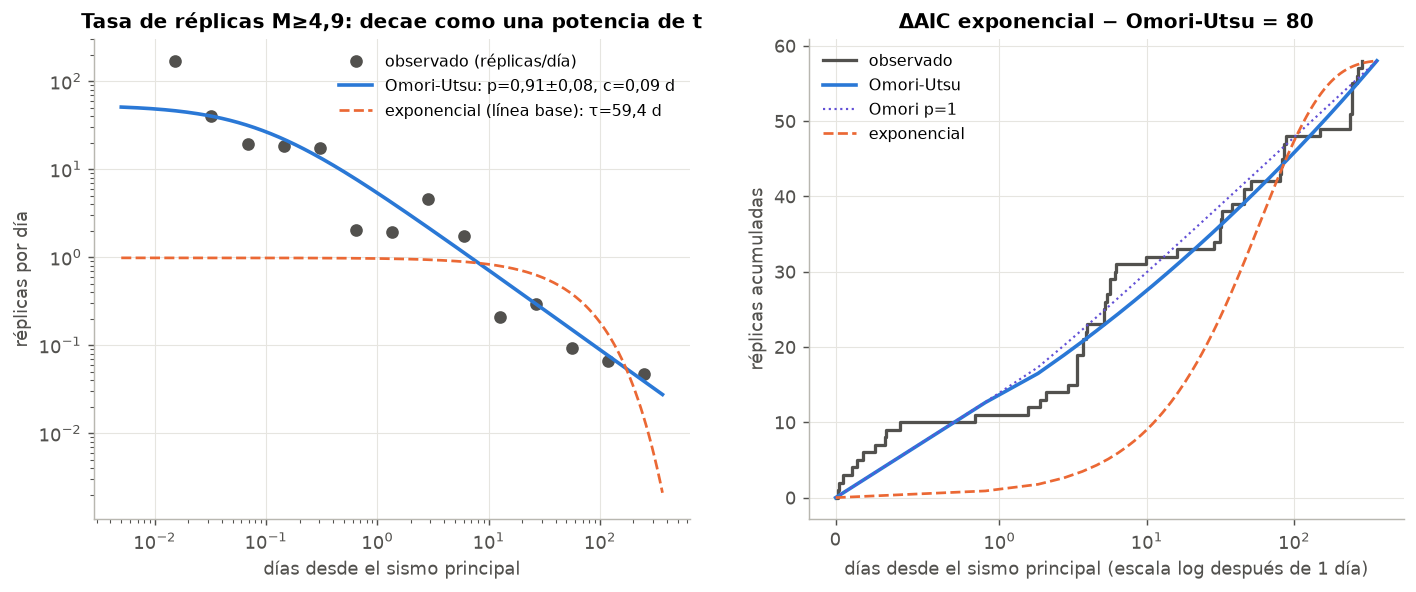 Tasa de réplicas M≥4,9: decae como una potencia de t
observado (réplicas/día)
Omori-Utsu: p=0,91±0,08, c=0,09 d
exponencial (línea base): τ=59,4 d
réplicas por día
10²
10¹
10⁰
10⁻¹
10⁻²
10⁻²
10⁻¹
10⁰
10¹
10²
días desde el sismo principal
ΔAIC exponencial − Omori-Utsu = 80
observado
Omori-Utsu
Omori p=1
exponencial
réplicas acumuladas
60
50
40
30
20
10
0
0
10⁰
10¹
10²
días desde el sismo principal (escala log después de 1 día)